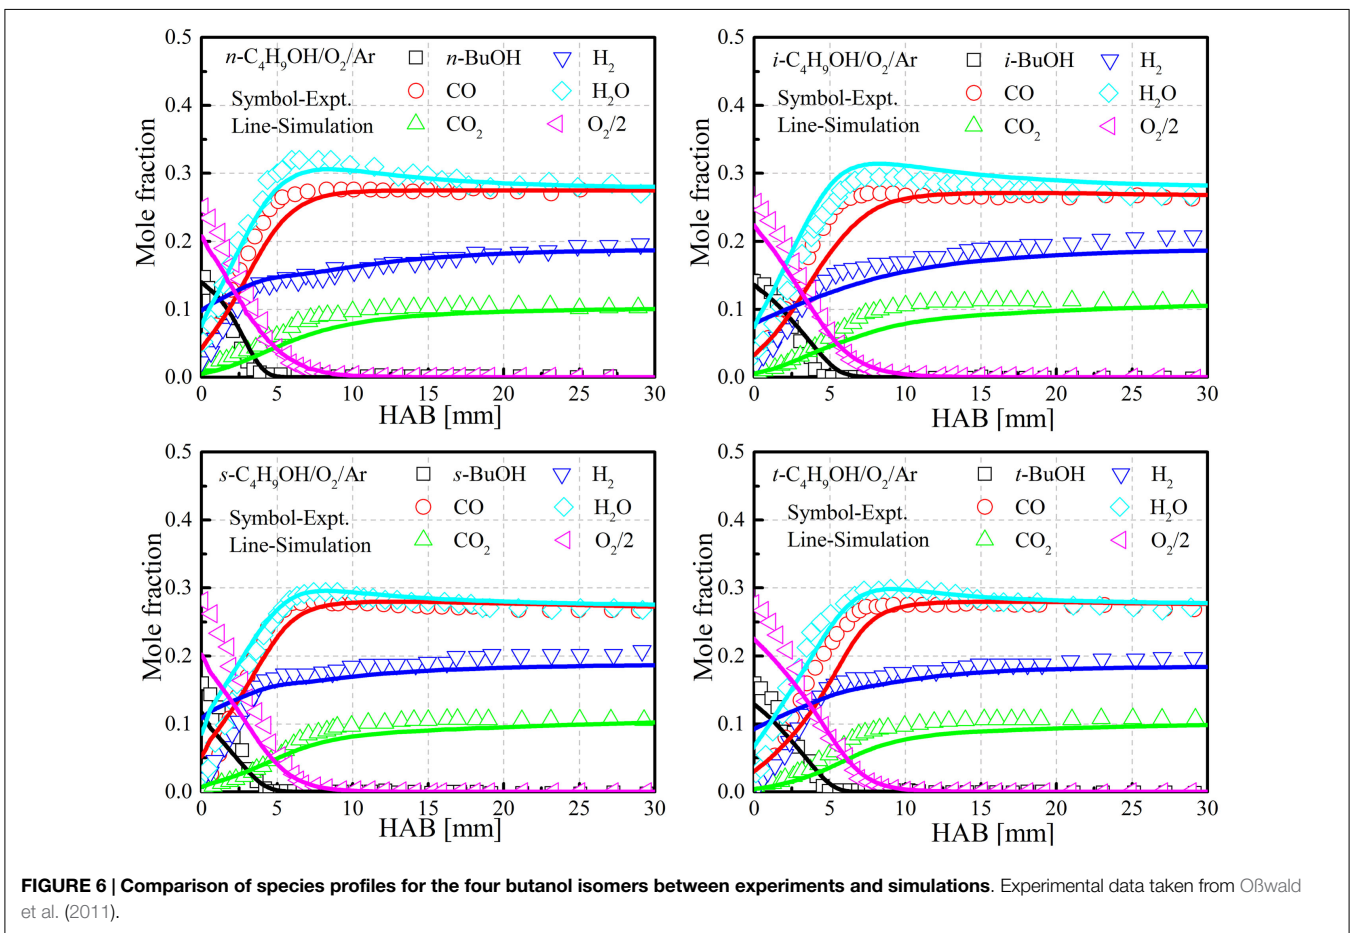 0.5
n-C4H9OH/O2/Ar
n-BuOH
H2
Symbol-Expt.
CO
H2O
Line-Simulation
CO2
O2/2
0.4
0.3
0.2
0.1
0.0
Mole fraction
0 5 10 15 20 25 30
HAB [mm]
0.5
i-C4H9OH/O2/Ar
i-BuOH
H2
Symbol-Expt.
CO
H2O
Line-Simulation
CO2
O2/2
0.4
0.3
0.2
0.1
0.0
Mole fraction
0 5 10 15 20 25 30
HAB [mm]
0.5
s-C4H9OH/O2/Ar
s-BuOH
H2
Symbol-Expt.
CO
H2O
Line-Simulation
CO2
O2/2
0.4
0.3
0.2
0.1
0.0
Mole fraction
0 5 10 15 20 25 30
HAB [mm]
0.5
t-C4H9OH/O2/Ar
t-BuOH
H2
Symbol-Expt.
CO
H2O
Line-Simulation
CO2
O2/2
0.4
0.3
0.2
0.1
0.0
Mole fraction
0 5 10 15 20 25 30
HAB [mm]
FIGURE 6 | Comparison of species profiles for the four butanol isomers between experiments and simulations. Experimental data taken from Oßwald
et al. (2011).